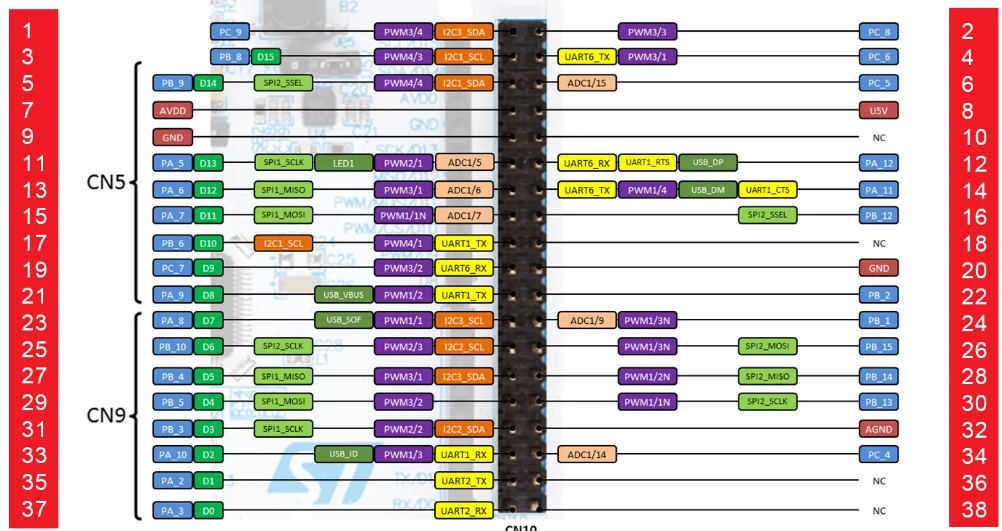 1 PC_9 PWM3/4 I2C3_SDA PWM3/3 PC_8 2
3 PB_8 D15 PWM4/3 I2C1_SCL UART6_TX PWM3/1 PC_6 4
5 PB_9 D14 SPI2_SSEL PWM4/4 I2C1_SDA ADC1/15 PC_5 6
7 AVDD U5V 8
9 GND NC 10
11 PA_5 D13 SPI1_SCLK LED1 PWM2/1 ADC1/5 UART6_RX UART1_RTS USB_DP PA_12 12
CN5
13 PA_6 D12 SPI1_MISO PWM3/1 ADC1/6 UART6_TX PWM1/4 USB_DM UART1_CTS PA_11 14
15 PA_7 D11 SPI1_MOSI PWM1/1N ADC1/7 SPI2_SSEL PB_12 16
17 PB_6 D10 I2C1_SCL PWM4/1 UART1_TX NC 18
19 PC_7 D9 PWM3/2 UART6_RX GND 20
21 PA_9 D8 USB_VBUS PWM1/2 UART1_TX PB_2 22
23 PA_8 D7 USB_SOF PWM1/1 I2C3_SCL ADC1/9 PWM1/3N PB_1 24
25 PB_10 D6 SPI2_SCLK PWM2/3 I2C2_SCL PWM1/3N SPI2_MOSI PB_15 26
27 PB_4 D5 SPI1_MISO PWM3/1 I2C3_SDA PWM1/2N SPI2_MISO PB_14 28
29 PB_5 D4 SPI1_MOSI PWM3/2 PWM1/1N SPI2_SCLK PB_13 30
CN9
31 PB_3 D3 SPI1_SCLK PWM2/2 I2C2_SDA AGND 32
33 PA_10 D2 USB_ID PWM1/3 UART1_RX ADC1/14 PC_4 34
35 PA_2 D1 UART2_TX NC 36
37 PA_3 D0 UART2_RX NC 38
CN10